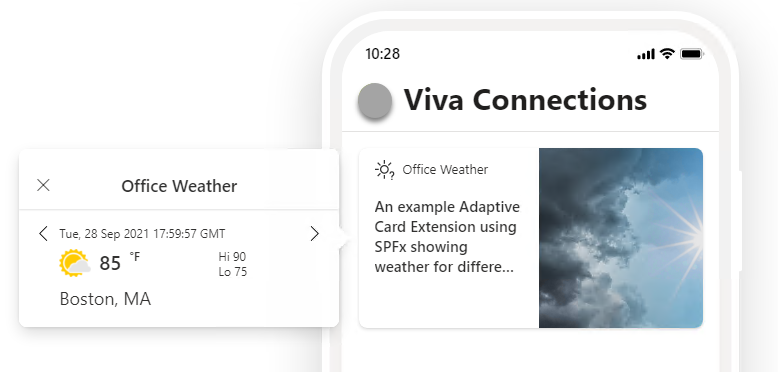 10:28
Viva Connections
Office Weather
An example Adaptive
Card Extension using
SPFx showing
weather for differe...
Office Weather
Tue, 28 Sep 2021 17:59:57 GMT
85 °F
Hi 90
Lo 75
Boston, MA